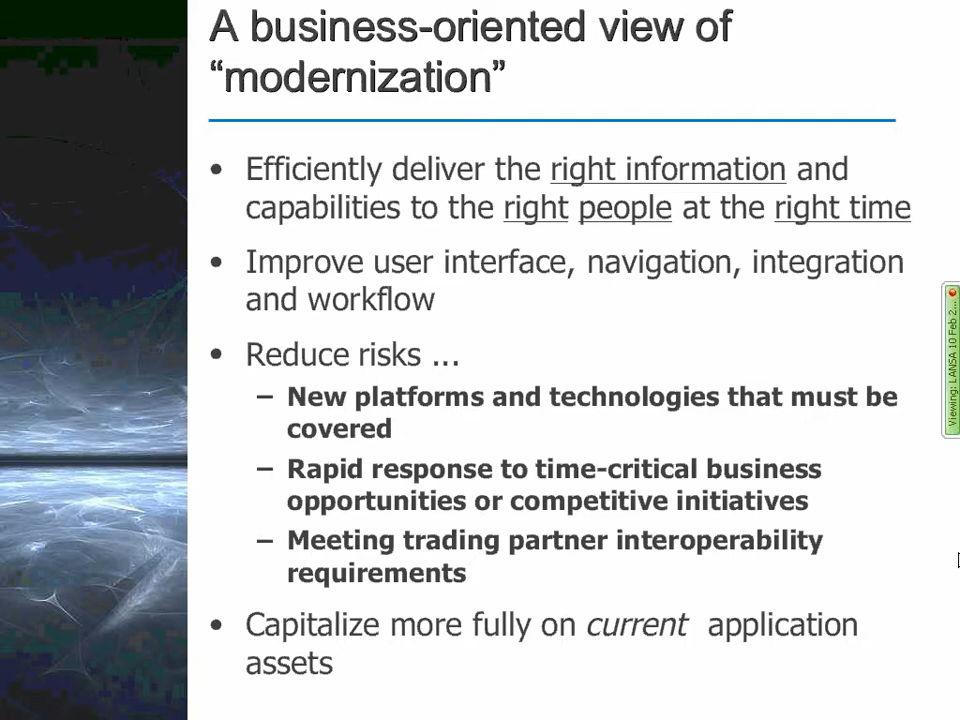 A business-oriented view of
“modernization”
• Efficiently deliver the right information and
capabilities to the right people at the right time
• Improve user interface, navigation, integration
and workflow
• Reduce risks ...
– New platforms and technologies that must be
covered
– Rapid response to time-critical business
opportunities or competitive initiatives
– Meeting trading partner interoperability
requirements
• Capitalize more fully on current application
assets
Viewing: LANSA 10 Feb 2...